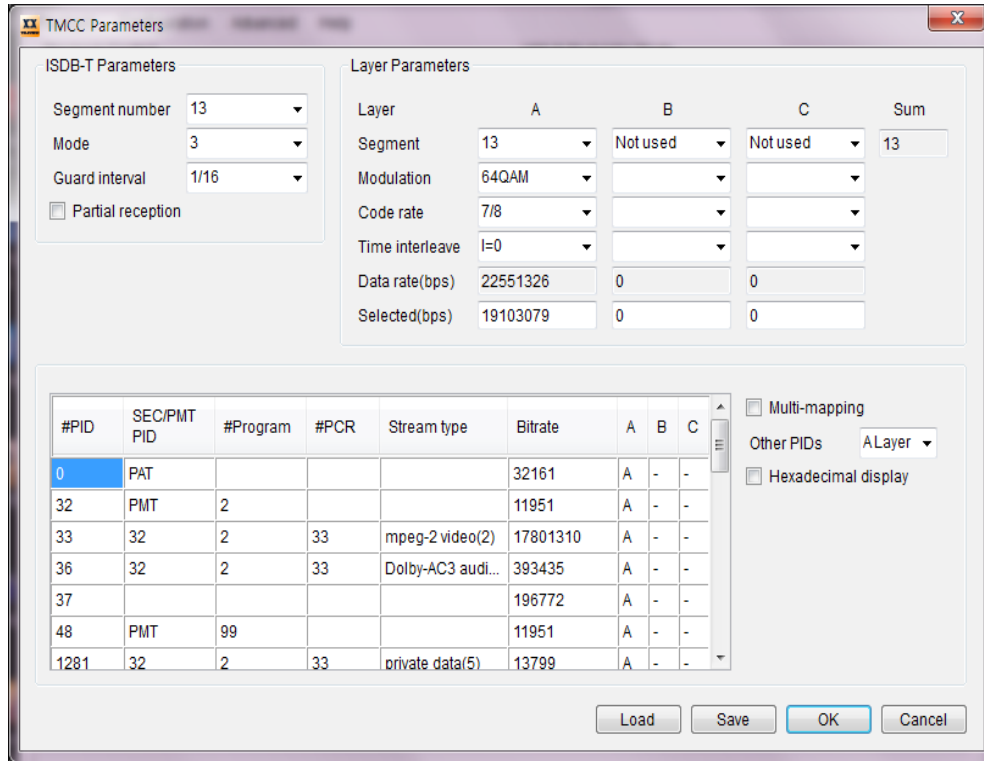 XX TMCC Parameters
ISDB-T Parameters
Segment number 13
Mode 3
Guard interval 1/16
Partial reception
Layer Parameters
Layer A B C Sum
Segment 13 Not used Not used 13
Modulation 64QAM
Code rate 7/8
Time interleave I=0
Data rate(bps) 22551326 0 0
Selected(bps) 19103079 0 0
#PID SEC/PMT PID #Program #PCR Stream type Bitrate A B C
0 PAT 32161 A - -
32 PMT 2 11951 A - -
33 32 2 33 mpeg-2 video(2) 17801310 A - -
36 32 2 33 Dolby-AC3 audi... 393435 A - -
37 196772 A - -
48 PMT 99 11951 A - -
1281 32 2 33 private data(5) 13799 A - -
Multi-mapping
Other PIDs A Layer
Hexadecimal display
Load Save OK Cancel